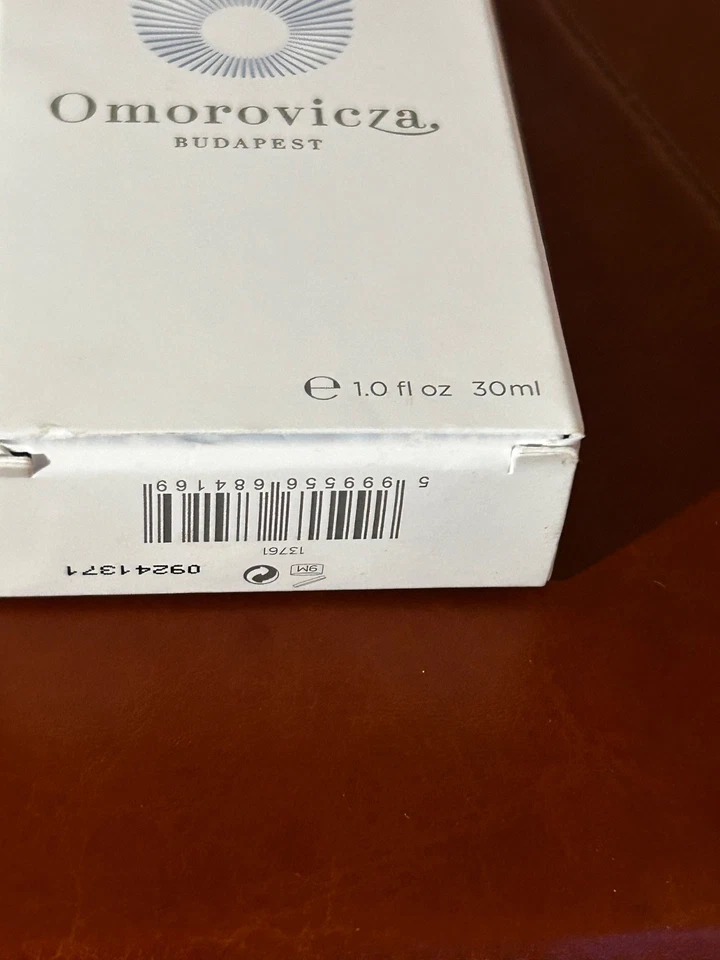 Omorovicza
BUDAPEST
℮ 1.0 fl oz 30ml
5 999556 684169
13761
9M
09241371